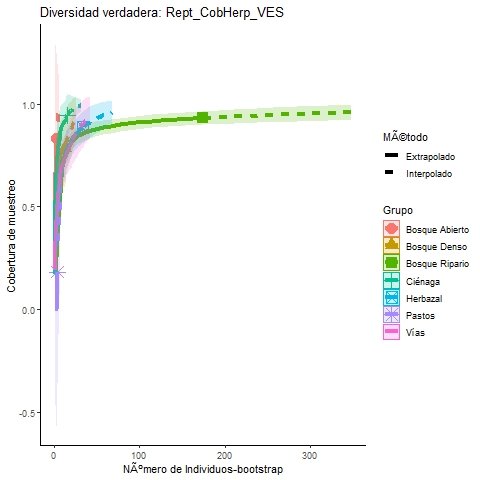 Diversidad verdadera: Rept_CobHerp_VES
Cobertura de muestreo
1.0
0.5
0.0
-0.5
0
100
200
300
NÃºmero de Individuos-bootstrap
MÃ©todo
Extrapolado
Interpolado
Grupo
Bosque Abierto
Bosque Denso
Bosque Ripario
Ciénaga
Herbazal
Pastos
Vías